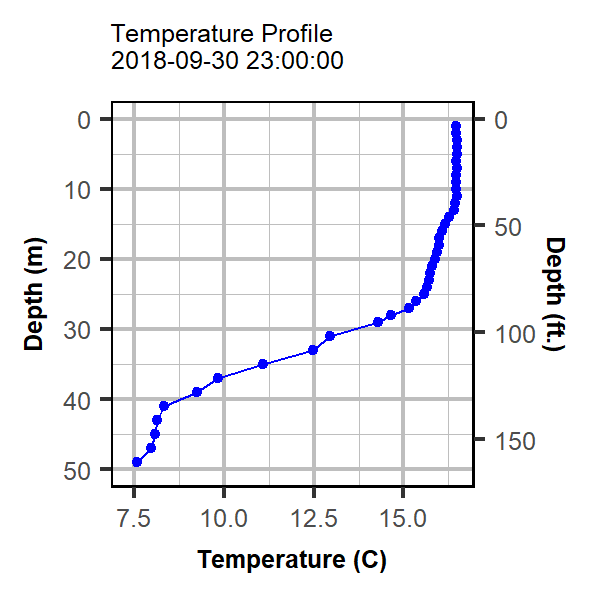 Temperature Profile
2018-09-30 23:00:00
0
10
20
30
40
50
Depth (m)
0
50
100
150
Depth (ft.)
7.5 10.0 12.5 15.0
Temperature (C)